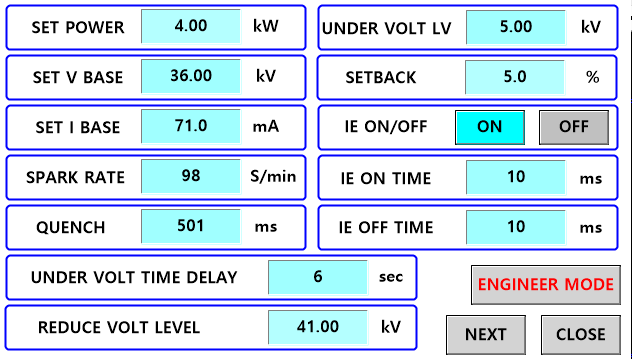 SET POWER 4.00 kW
UNDER VOLT LV 5.00 kV
SET V BASE 36.00 kV
SETBACK 5.0 %
SET I BASE 71.0 mA
IE ON/OFF ON OFF
SPARK RATE 98 S/min
IE ON TIME 10 ms
QUENCH 501 ms
IE OFF TIME 10 ms
UNDER VOLT TIME DELAY 6 sec
ENGINEER MODE
REDUCE VOLT LEVEL 41.00 kV
NEXT CLOSE